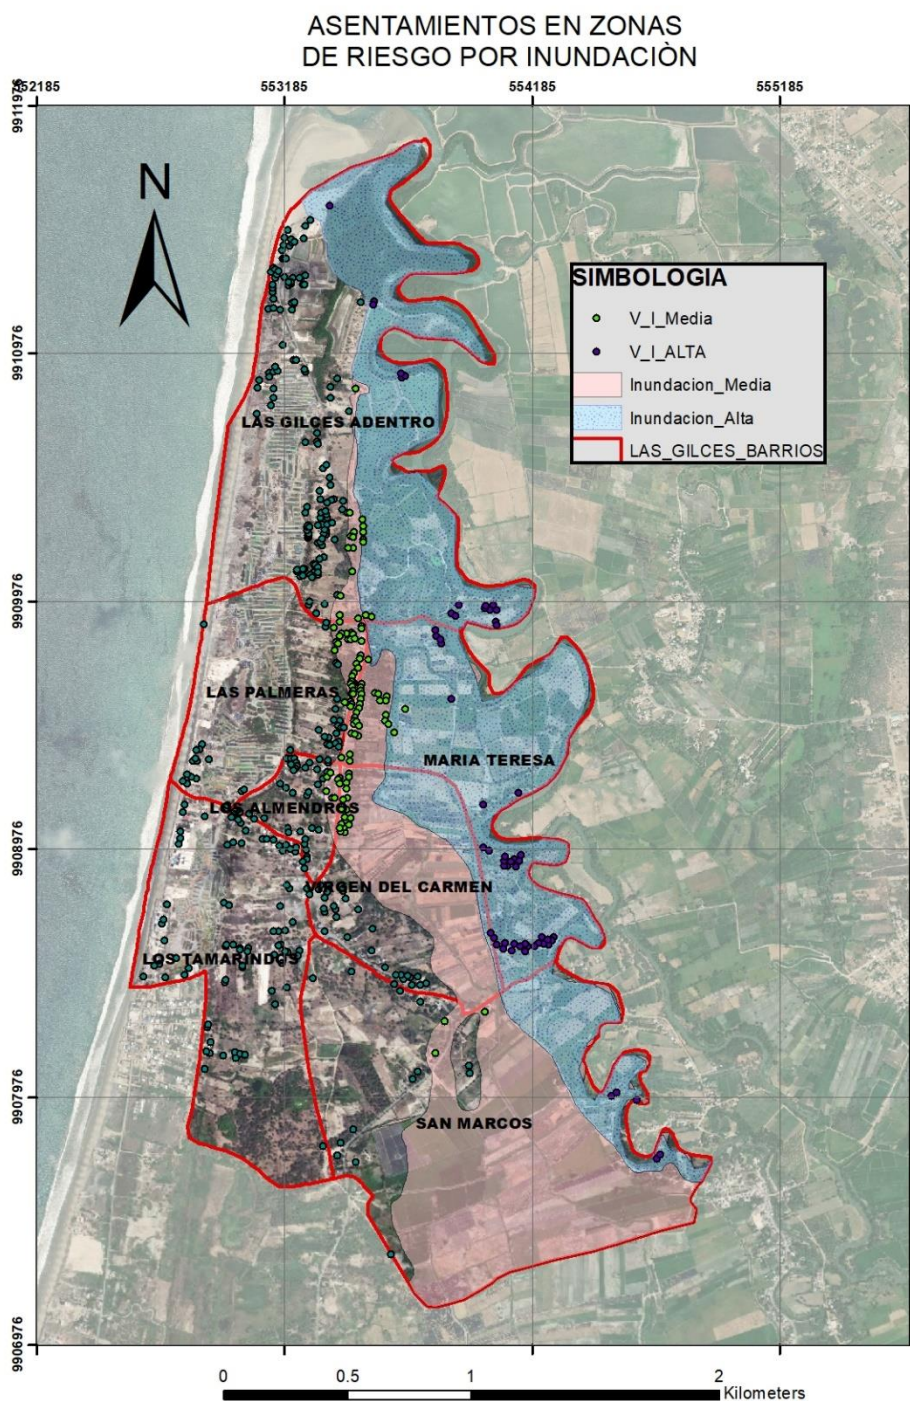 ASENTAMIENTOS EN ZONAS
DE RIESGO POR INUNDACIÒN
552185
553185
554185
555185
9911976
N
SIMBOLOGIA
V_I_Media
V_I_ALTA
Inundacion_Media
Inundacion_Alta
LAS_GILCES_BARRIOS
9910976
LAS GILCES ADENTRO
9909976
LAS PALMERAS
MARIA TERESA
LOS ALMENDROS
9908976
VIRGEN DEL CARMEN
LOS TAMARINDOS
9907976
SAN MARCOS
9906976
0
0.5
1
2
Kilometers